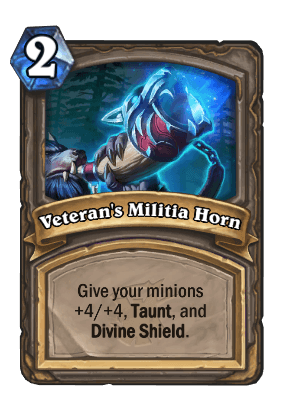 2
Veteran's Militia Horn
Give your minions
+4/+4, Taunt, and
Divine Shield.